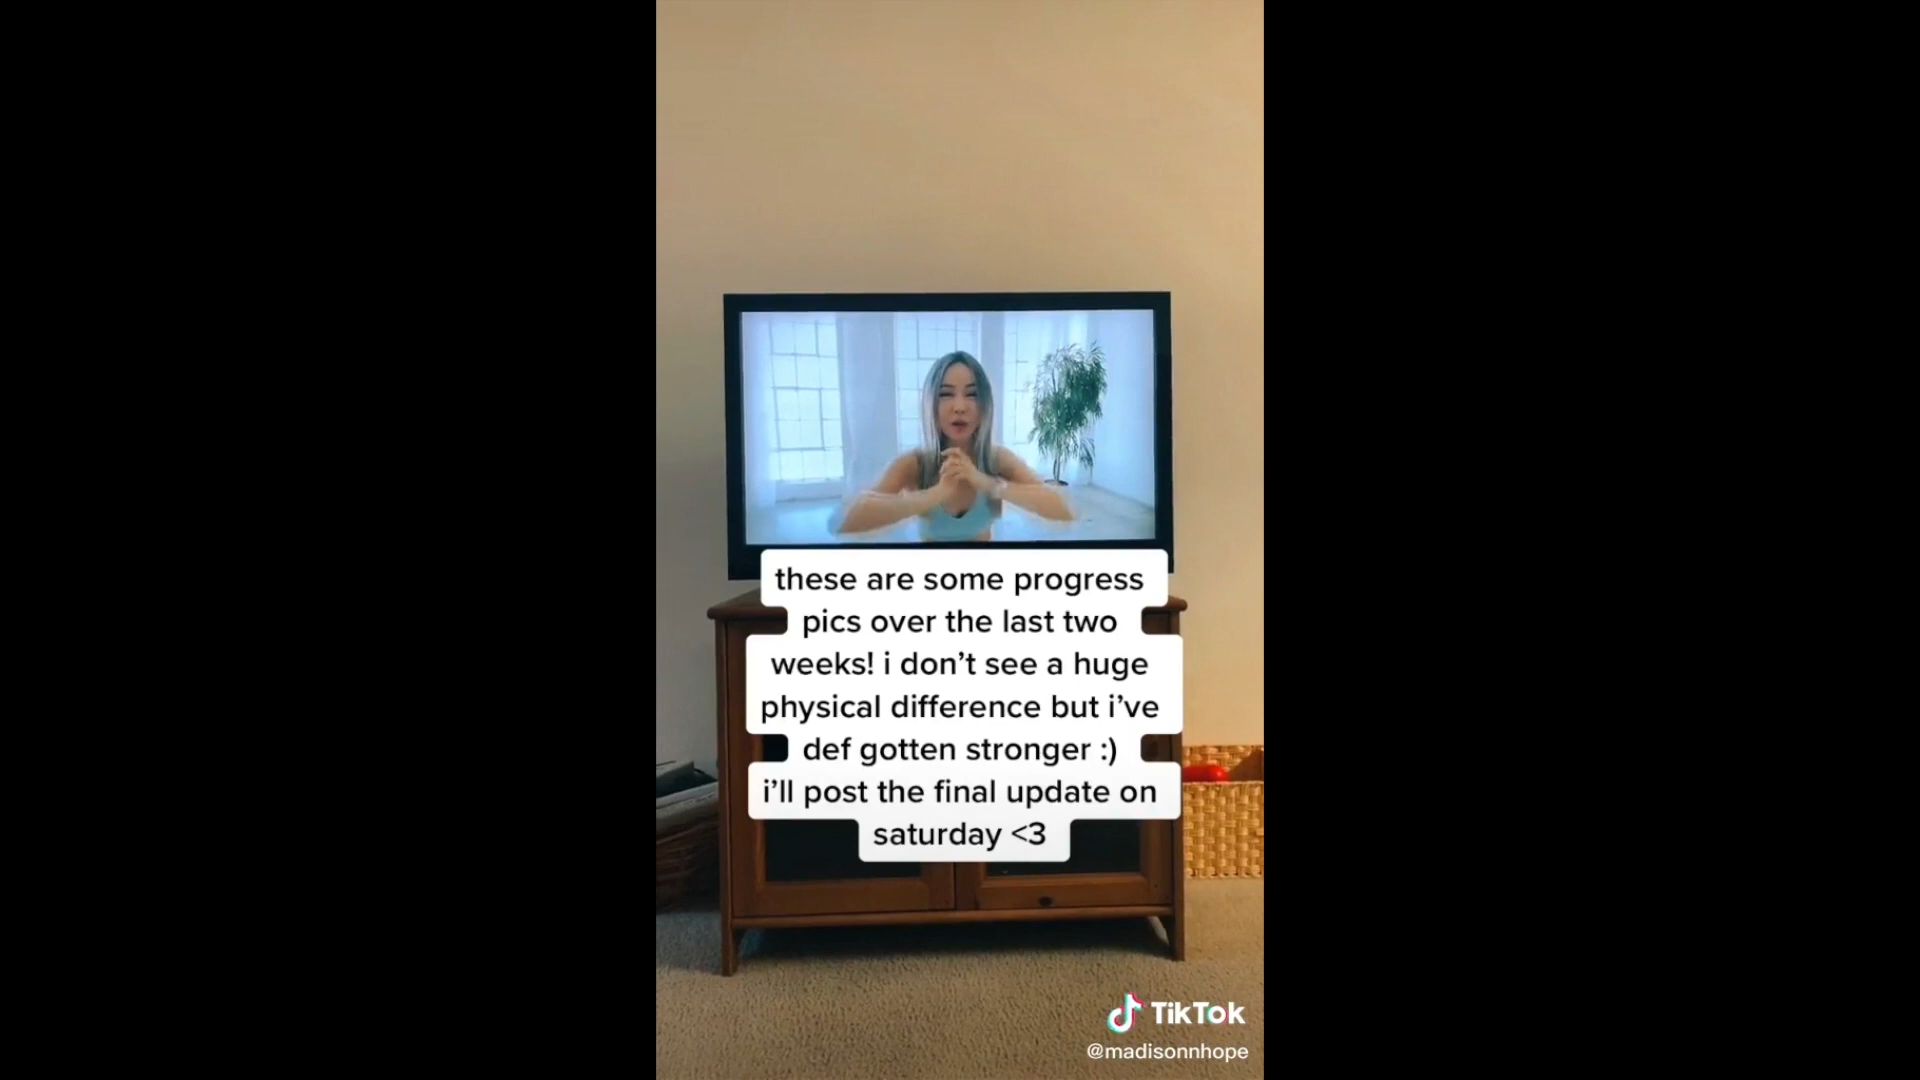 these are some progress
pics over the last two
weeks! i don’t see a huge
physical difference but i’ve
def gotten stronger :)
i’ll post the final update on
saturday <3
TikTok
@madisonnhope